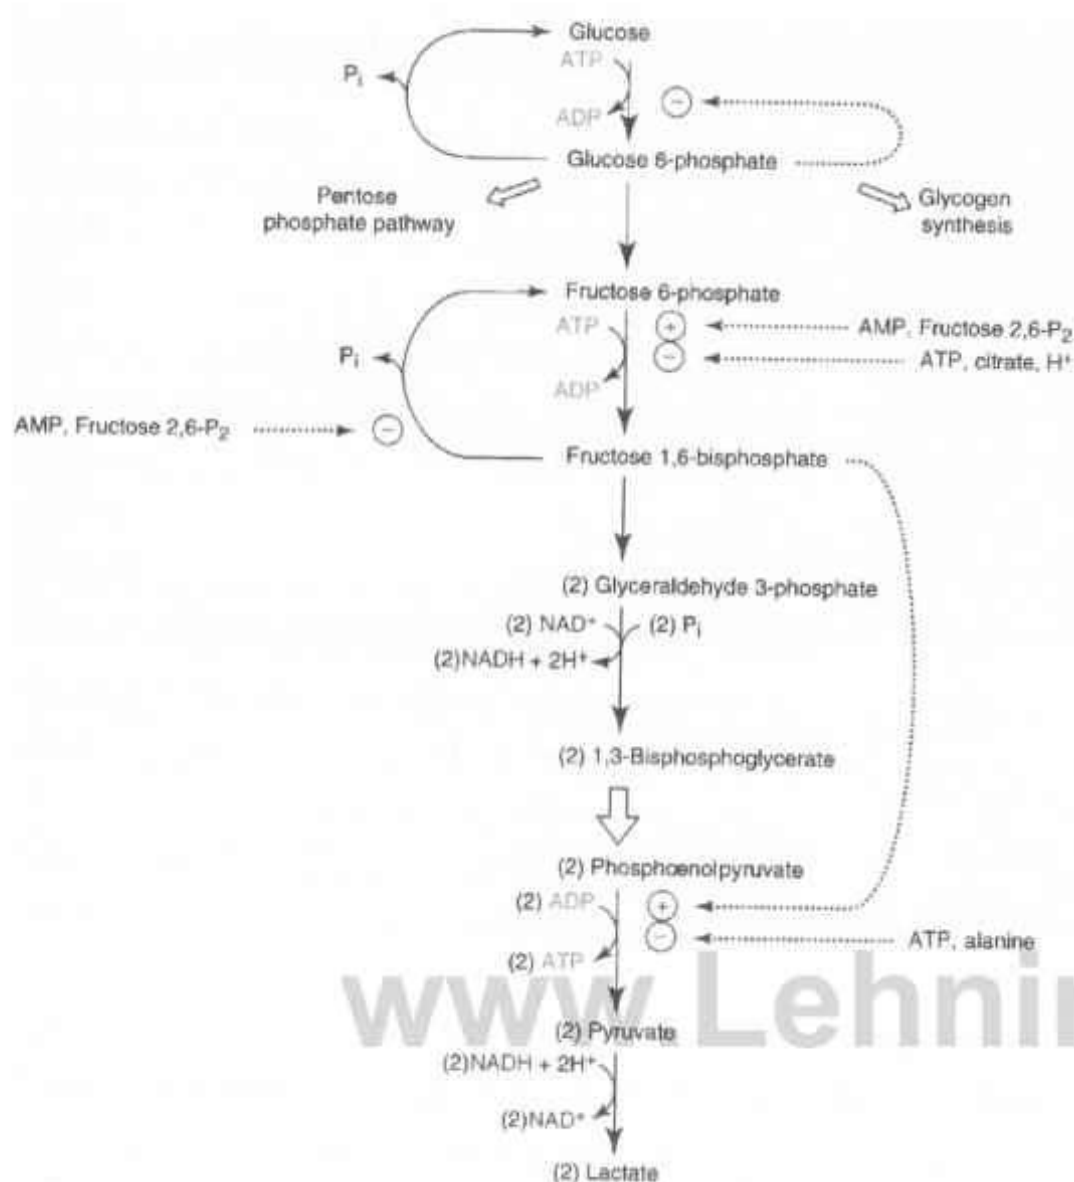 Glucose
ATP
Pi
ADP
Glucose 6-phosphate
Pentose
phosphate pathway
Glycogen
synthesis
Fructose 6-phosphate
ATP
AMP, Fructose 2,6-P2
Pi
ATP, citrate, H+
ADP
AMP, Fructose 2,6-P2
Fructose 1,6-bisphosphate
(2) Glyceraldehyde 3-phosphate
(2) NAD+ (2) Pi
(2)NADH + 2H+
(2) 1,3-Bisphosphoglycerate
(2) Phosphoenolpyruvate
(2) ADP
ATP, alanine
(2) ATP
www.Lehnin
(2) Pyruvate
(2)NADH + 2H+
(2)NAD+
(2) Lactate